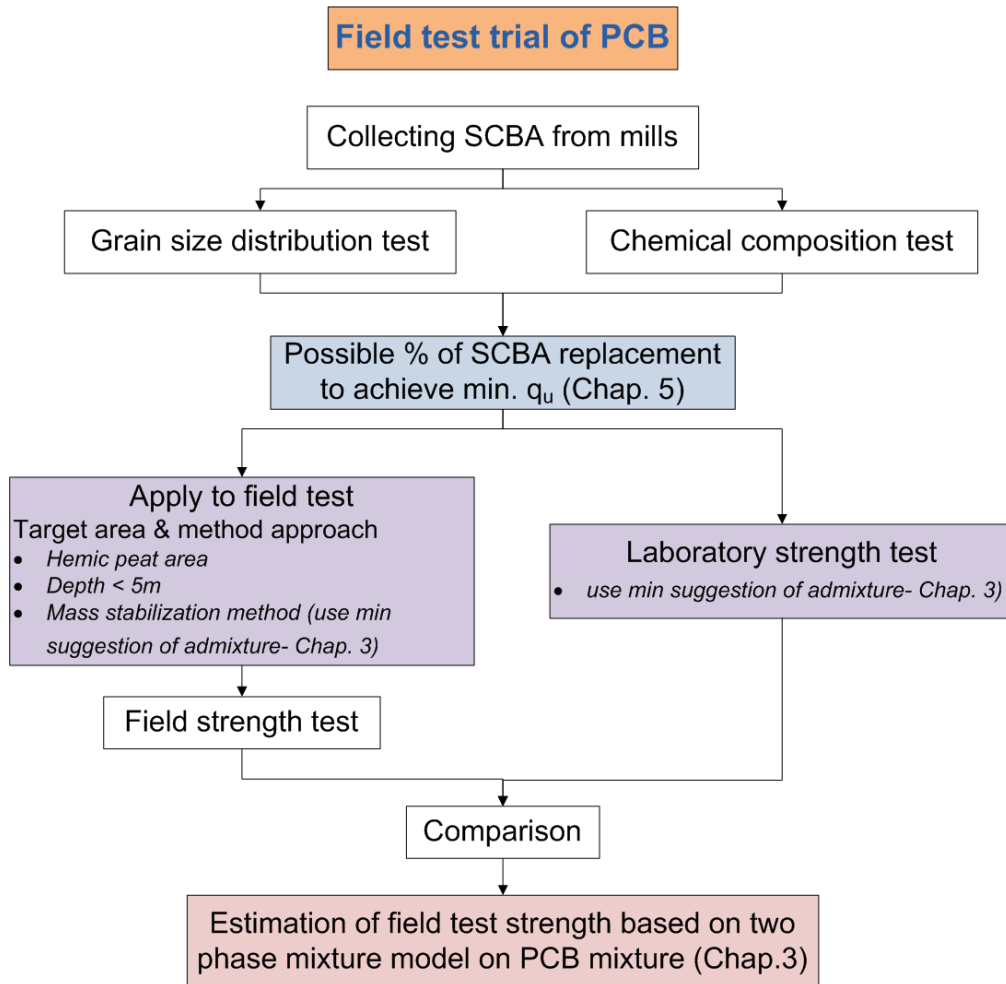 Field test trial of PCB
Collecting SCBA from mills
Grain size distribution test
Chemical composition test
Possible % of SCBA replacement
to achieve min. qᵤ (Chap. 5)
Apply to field test
Target area & method approach
• Hemic peat area
• Depth < 5m
• Mass stabilization method (use min
suggestion of admixture- Chap. 3)
Laboratory strength test
• use min suggestion of admixture- Chap. 3)
Field strength test
Comparison
Estimation of field test strength based on two
phase mixture model on PCB mixture (Chap.3)